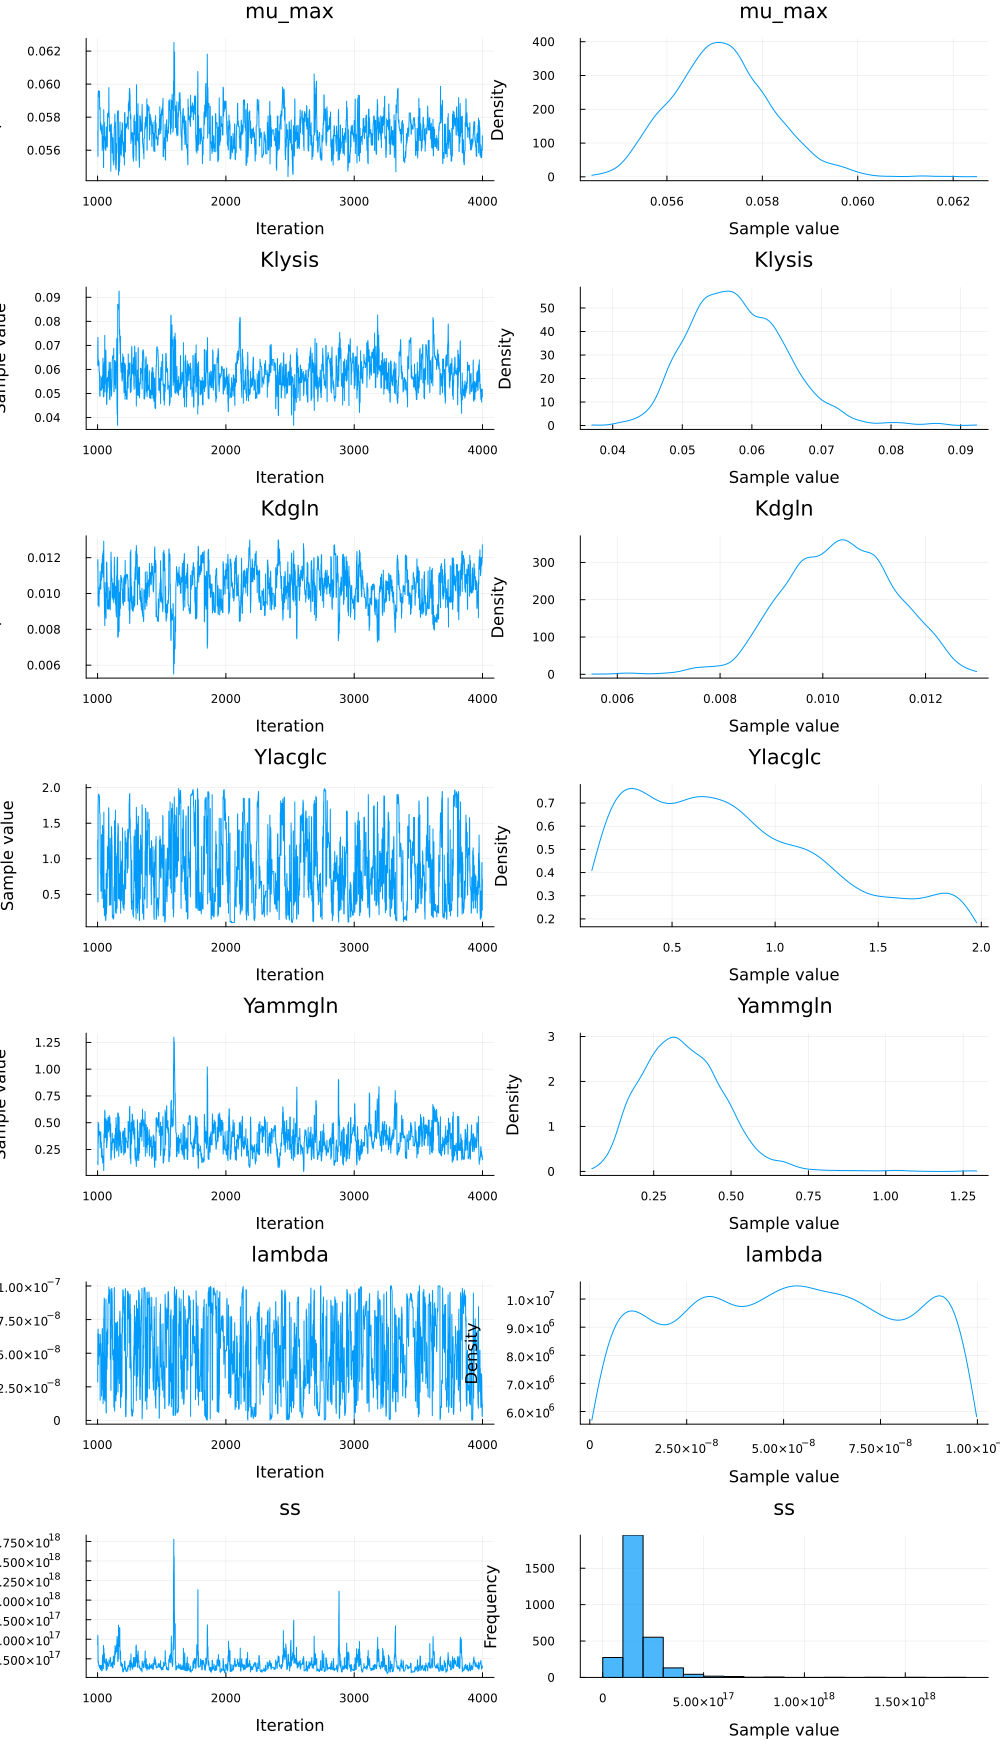 mu_max mu_max
0.062
0.060
0.058
0.056
1000 2000 3000 4000
Iteration
Density
400
300
200
100
0
0.056 0.058 0.060 0.062
Sample value
Klysis Klysis
Sample value
0.09
0.08
0.07
0.06
0.05
0.04
1000 2000 3000 4000
Iteration
Density
50
40
30
20
10
0
0.04 0.05 0.06 0.07 0.08 0.09
Sample value
Kdgln Kdgln
0.012
0.010
0.008
0.006
1000 2000 3000 4000
Iteration
Density
300
200
100
0
0.006 0.008 0.010 0.012
Sample value
Ylacglc Ylacglc
Sample value
2.0
1.5
1.0
0.5
1000 2000 3000 4000
Iteration
Density
0.7
0.6
0.5
0.4
0.3
0.2
0.5 1.0 1.5 2.0
Sample value
Yammgln Yammgln
Sample value
1.25
1.00
0.75
0.50
0.25
1000 2000 3000 4000
Iteration
Density
3
2
1
0
0.25 0.50 0.75 1.00 1.25
Sample value
lambda lambda
1.00×10⁻⁷
7.50×10⁻⁸
5.00×10⁻⁸
2.50×10⁻⁸
0
1000 2000 3000 4000
Iteration
Density
1.0×10⁷
9.0×10⁶
8.0×10⁶
7.0×10⁶
6.0×10⁶
0 2.50×10⁻⁸ 5.00×10⁻⁸ 7.50×10⁻⁸ 1.00×10⁻
Sample value
ss ss
.750×10¹⁸
.500×10¹⁸
.250×10¹⁸
.000×10¹⁸
.500×10¹⁷
.000×10¹⁷
.500×10¹⁷
1000 2000 3000 4000
Iteration
Frequency
1500
1000
500
0
0 5.00×10¹⁷ 1.00×10¹⁸ 1.50×10¹⁸
Sample value